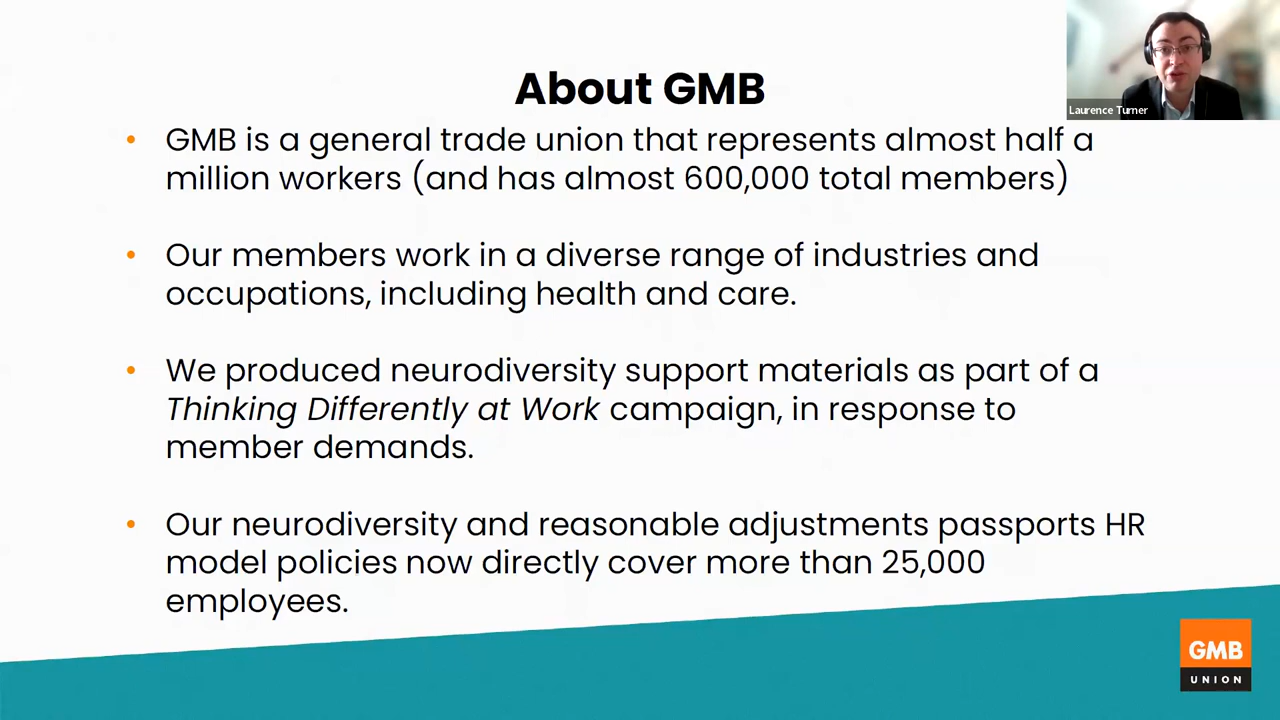 About GMB
Laurence Turner
• GMB is a general trade union that represents almost half a
million workers (and has almost 600,000 total members)
• Our members work in a diverse range of industries and
occupations, including health and care.
• We produced neurodiversity support materials as part of a
Thinking Differently at Work campaign, in response to
member demands.
• Our neurodiversity and reasonable adjustments passports HR
model policies now directly cover more than 25,000
employees.
GMB
UNION